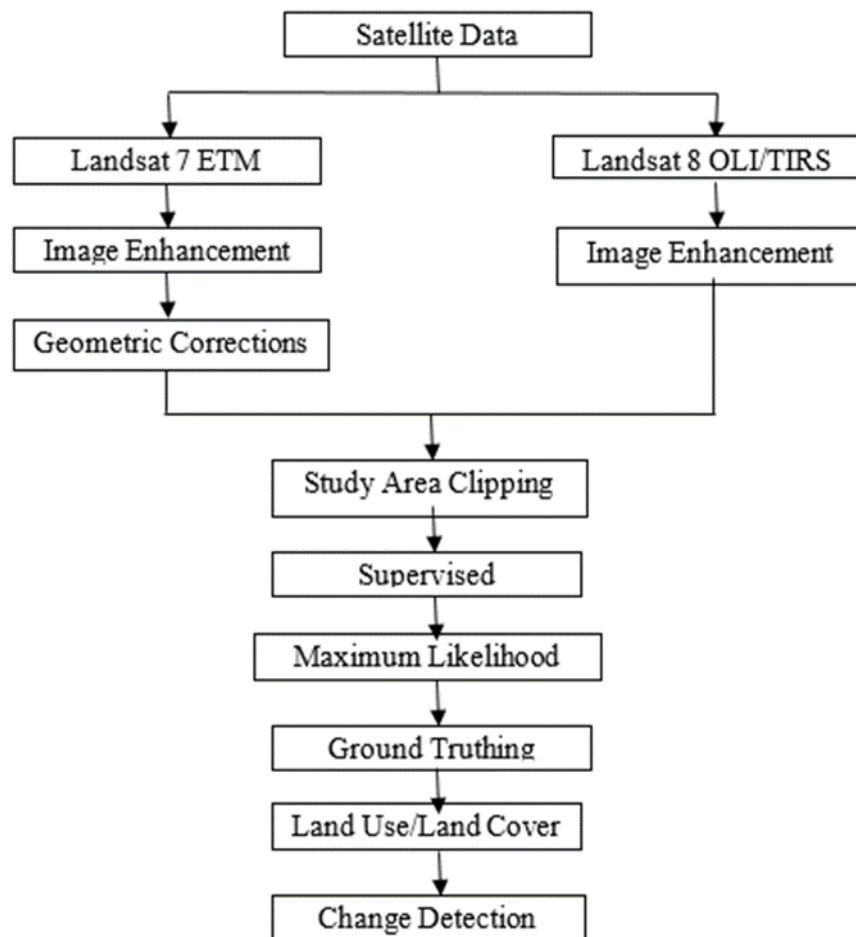 Satellite Data
Landsat 7 ETM
Landsat 8 OLI/TIRS
Image Enhancement
Image Enhancement
Geometric Corrections
Study Area Clipping
Supervised
Maximum Likelihood
Ground Truthing
Land Use/Land Cover
Change Detection